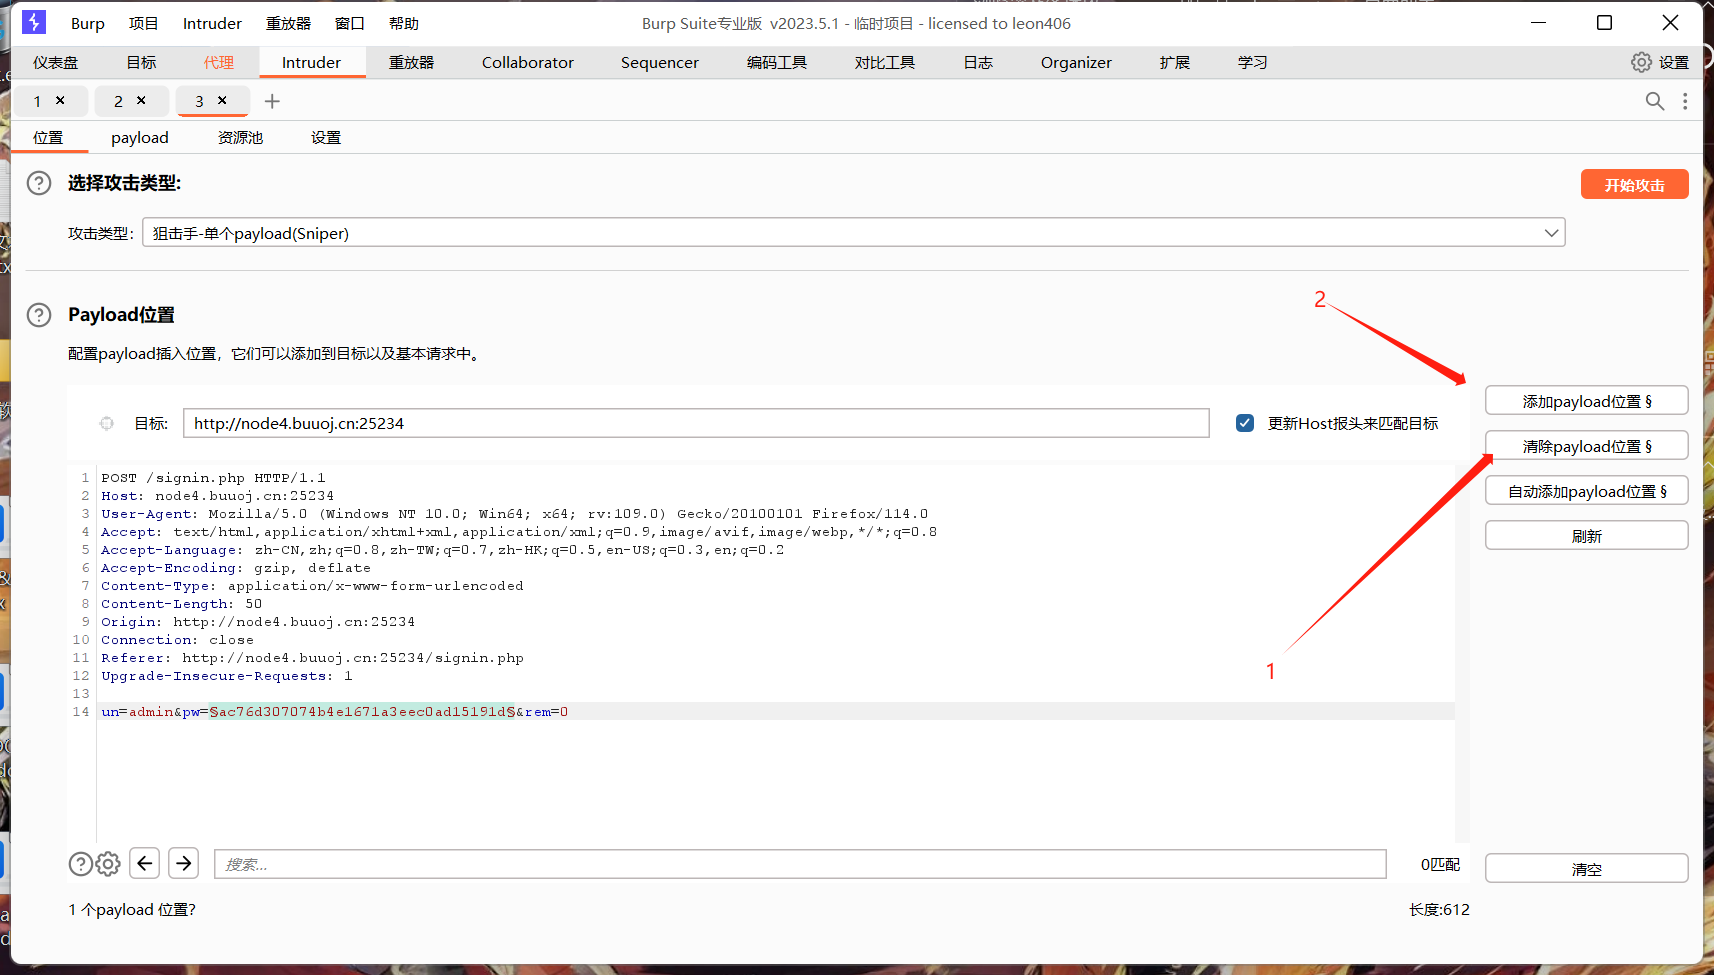 Burp 项目 Intruder 重放器 窗口 帮助 Burp Suite专业版 v2023.5.1 - 临时项目 - licensed to leon406
仪表盘 目标 代理 Intruder 重放器 Collaborator Sequencer 编码工具 对比工具 日志 Organizer 扩展 学习 设置
1 × 2 × 3 × +
位置 payload 资源池 设置
选择攻击类型:
开始攻击
攻击类型: 狙击手-单个payload(Sniper)
2
Payload位置
配置payload插入位置，它们可以添加到目标以及基本请求中。
添加payload位置 §
目标: http://node4.buuoj.cn:25234 更新Host报头来匹配目标
清除payload位置 §
自动添加payload位置 §
刷新
1 POST /signin.php HTTP/1.1
2 Host: node4.buuoj.cn:25234
3 User-Agent: Mozilla/5.0 (Windows NT 10.0; Win64; x64; rv:109.0) Gecko/20100101 Firefox/114.0
4 Accept: text/html,application/xhtml+xml,application/xml;q=0.9,image/avif,image/webp,*/*;q=0.8
5 Accept-Language: zh-CN,zh;q=0.8,zh-TW;q=0.7,zh-HK;q=0.5,en-US;q=0.3,en;q=0.2
6 Accept-Encoding: gzip, deflate
7 Content-Type: application/x-www-form-urlencoded
8 Content-Length: 50
9 Origin: http://node4.buuoj.cn:25234
10 Connection: close
11 Referer: http://node4.buuoj.cn:25234/signin.php
12 Upgrade-Insecure-Requests: 1
13
14 un=admin&pw=§ac76d307074b4e1671a3eec0ad15191d§&rem=0
1
搜索...
0匹配
清空
1 个payload 位置?
长度:612